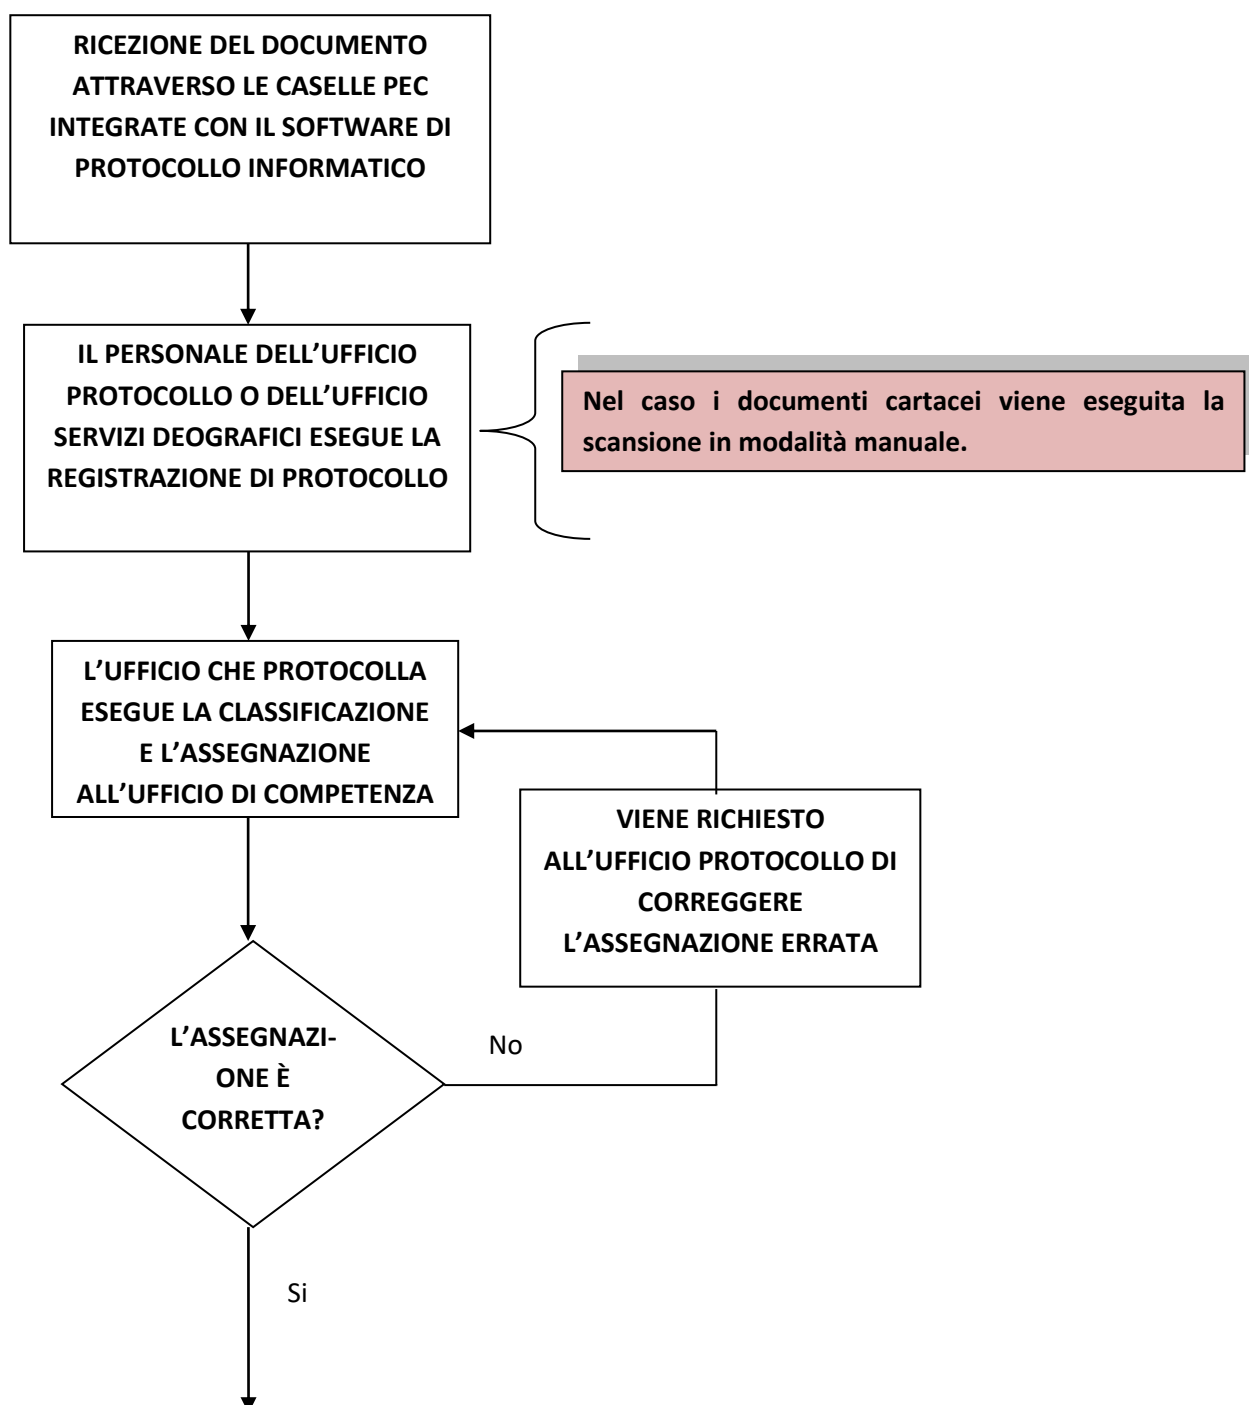 RICEZIONE DEL DOCUMENTO
ATTRAVERSO LE CASELLE PEC
INTEGRATE CON IL SOFTWARE DI
PROTOCOLLO INFORMATICO
IL PERSONALE DELL’UFFICIO
PROTOCOLLO O DELL’UFFICIO
SERVIZI DEOGRAFICI ESEGUE LA
REGISTRAZIONE DI PROTOCOLLO
Nel caso i documenti cartacei viene eseguita la
scansione in modalità manuale.
L’UFFICIO CHE PROTOCOLLA
ESEGUE LA CLASSIFICAZIONE
E L’ASSEGNAZIONE
ALL’UFFICIO DI COMPETENZA
VIENE RICHIESTO
ALL’UFFICIO PROTOCOLLO DI
CORREGGERE
L’ASSEGNAZIONE ERRATA
L’ASSEGNAZI-
ONE È
CORRETTA?
No
Si